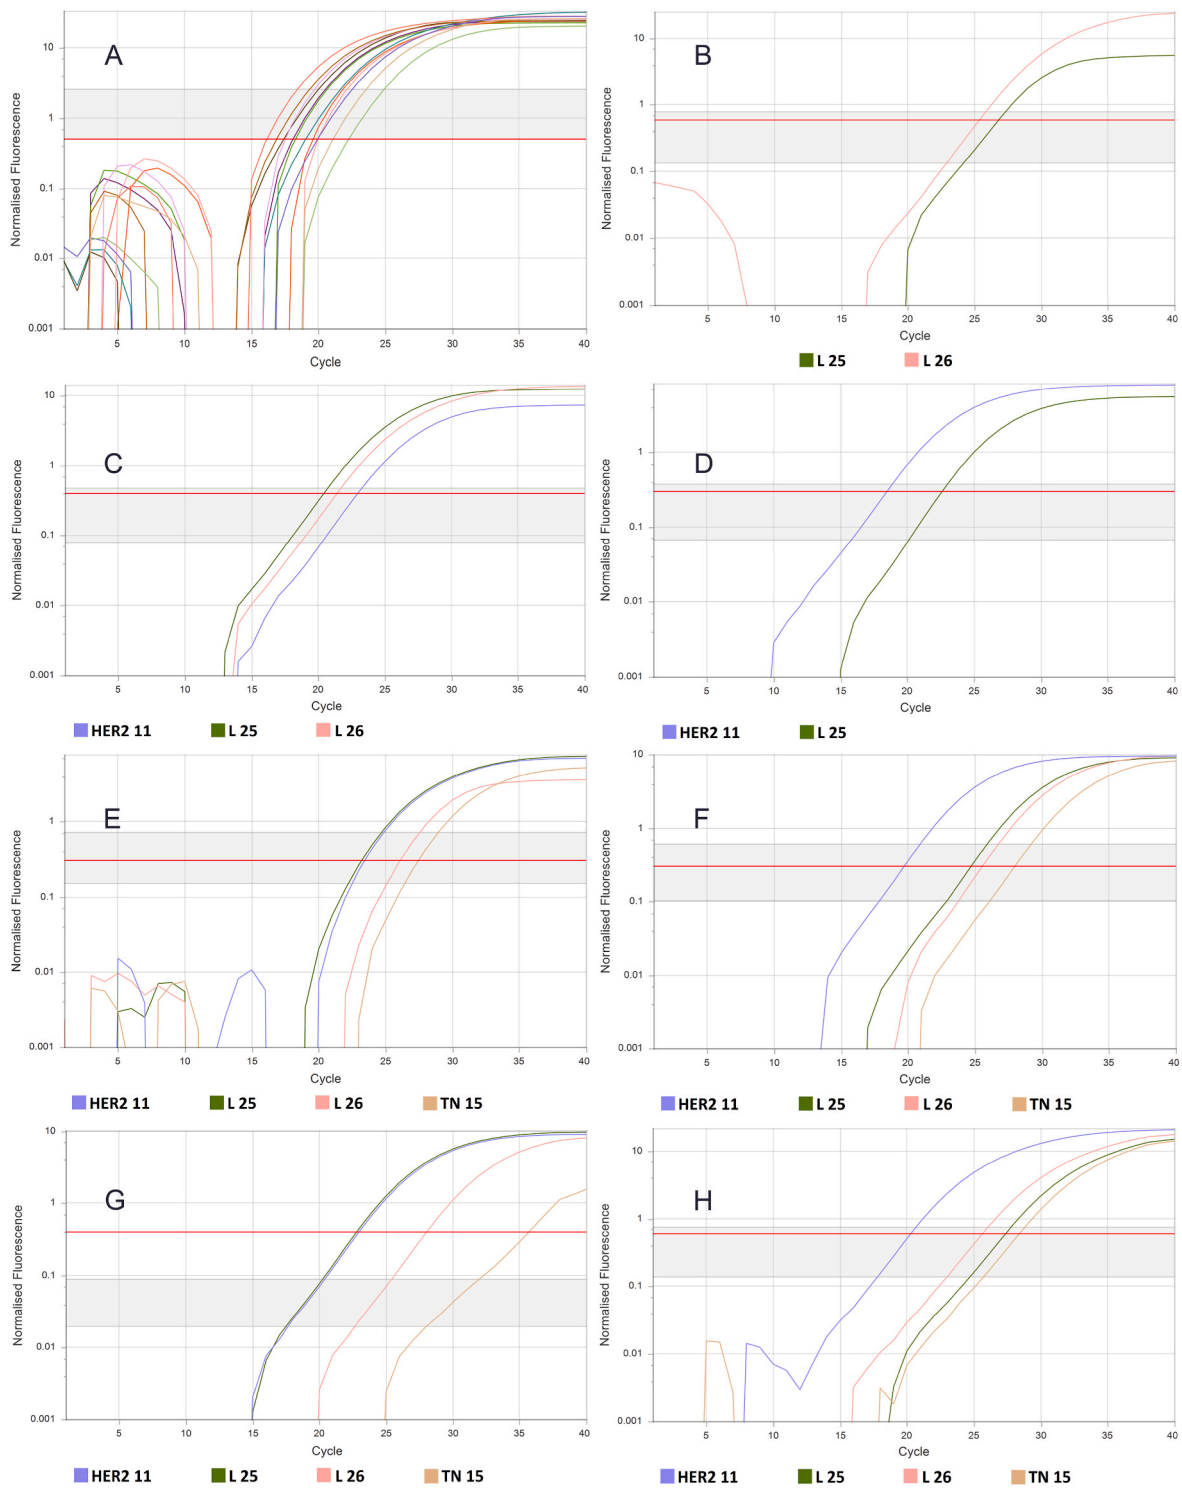 A
Normalised Fluorescence
10
1
0.1
0.01
0.001
5 10 15 20 25 30 35 40
Cycle
B
Normalised Fluorescence
10
1
0.1
0.01
0.001
5 10 15 20 25 30 35 40
Cycle
L 25 L 26
C
Normalised Fluorescence
10
1
0.1
0.01
0.001
5 10 15 20 25 30 35 40
Cycle
HER2 11 L 25 L 26
D
Normalised Fluorescence
1
0.1
0.01
0.001
5 10 15 20 25 30 35 40
Cycle
HER2 11 L 25
E
Normalised Fluorescence
1
0.1
0.01
0.001
5 10 15 20 25 30 35 40
Cycle
HER2 11 L 25 L 26 TN 15
F
Normalised Fluorescence
10
1
0.1
0.01
0.001
5 10 15 20 25 30 35 40
Cycle
HER2 11 L 25 L 26 TN 15
G
Normalised Fluorescence
10
1
0.1
0.01
0.001
5 10 15 20 25 30 35 40
Cycle
HER2 11 L 25 L 26 TN 15
H
Normalised Fluorescence
10
1
0.1
0.01
0.001
5 10 15 20 25 30 35 40
Cycle
HER2 11 L 25 L 26 TN 15